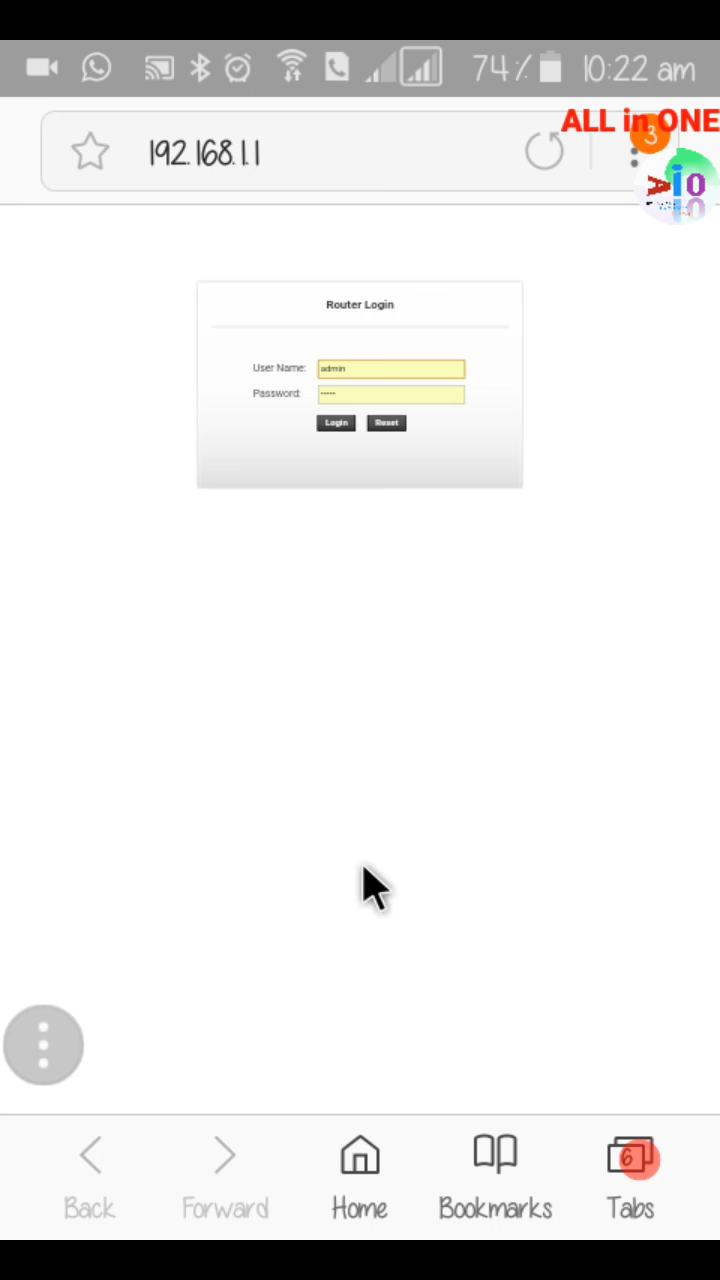 74% 10:22 am
ALL in ONE
192.168.1.1
3
AiO
Router Login
User Name: admin
Password: •••••
Login Reset
6
Back Forward Home Bookmarks Tabs